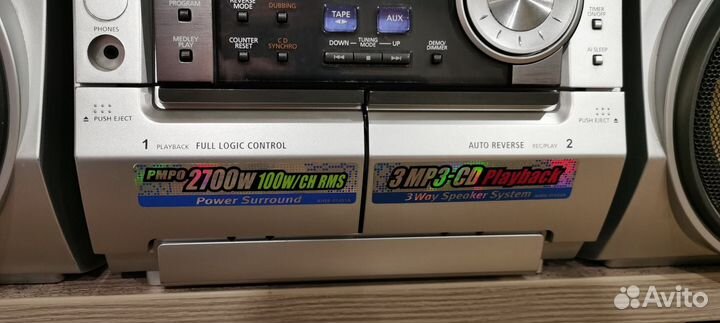 PROGRAM
REVERSE MODE
DUBBING
TAPE
AUX
TIMER ON/OFF
PHONES
MEDLEY PLAY
COUNTER RESET
CD SYNCHRO
DOWN TUNING MODE UP
DEMO/DIMMER
AI SLEEP
PUSH EJECT
PUSH EJECT
1 PLAYBACK FULL LOGIC CONTROL
AUTO REVERSE REC/PLAY 2
PMPO 2700W 100W/CH RMS
Power Surround
3 MP3-CD Playback
3 Way Speaker System
Avito